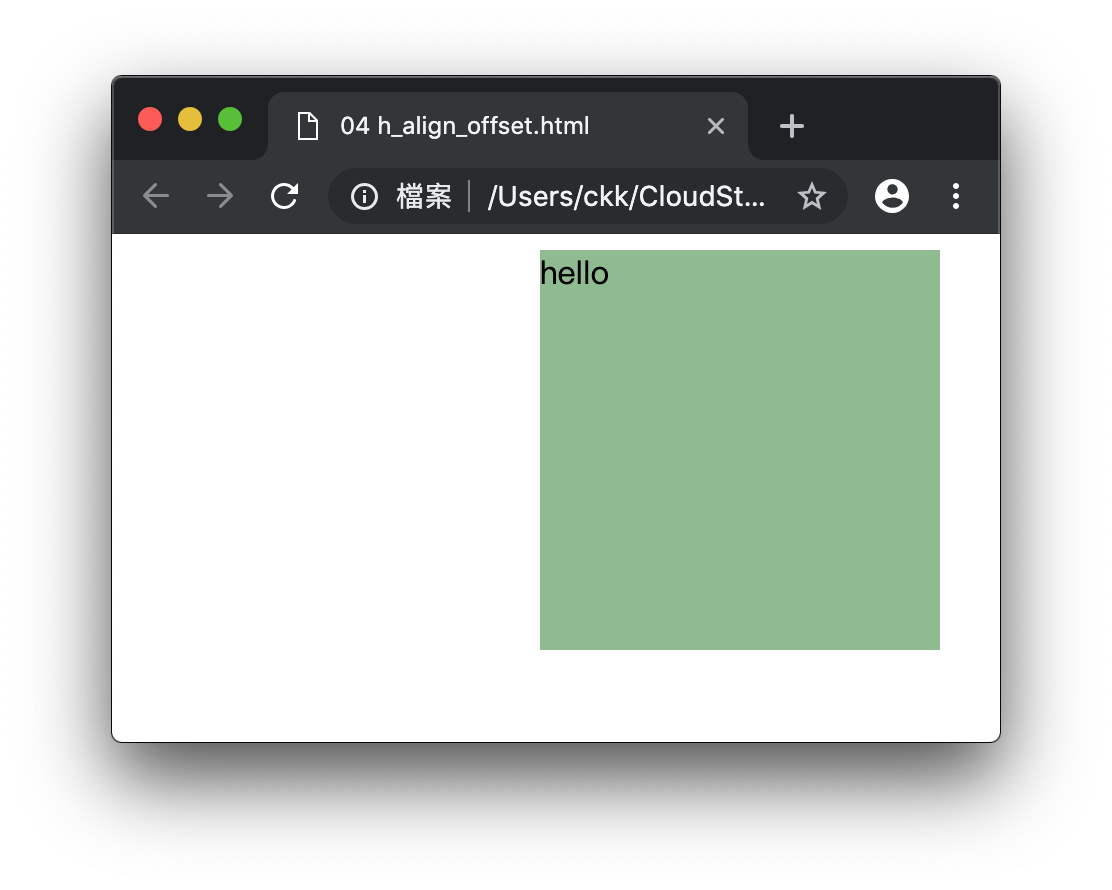 04 h_align_offset.html
檔案 /Users/ckk/CloudSt...
hello